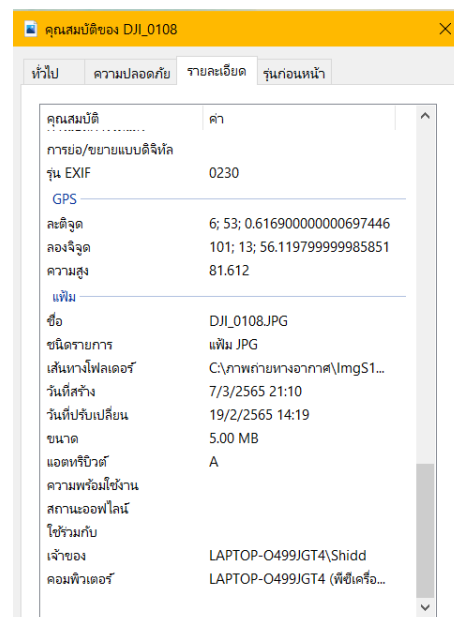 คุณสมบัติของ DJI_0108
ทั่วไป ความปลอดภัย รายละเอียด รุ่นก่อนหน้า
คุณสมบัติ ค่า
การย่อ/ขยายแบบดิจิทัล
รุ่น EXIF 0230
GPS
ละติจูด 6; 53; 0.616900000000697446
ลองจิจูด 101; 13; 56.119799999985851
ความสูง 81.612
แฟ้ม
ชื่อ DJI_0108.JPG
ชนิดรายการ แฟ้ม JPG
เส้นทางโฟลเดอร์ C:\ภาพถ่ายทางอากาศ\ImgS1...
วันที่สร้าง 7/3/2565 21:10
วันที่ปรับเปลี่ยน 19/2/2565 14:19
ขนาด 5.00 MB
แอตทริบิวต์ A
ความพร้อมใช้งาน
สถานะออฟไลน์
ใช้ร่วมกับ
เจ้าของ LAPTOP-O499JGT4\Shidd
คอมพิวเตอร์ LAPTOP-O499JGT4 (พีซีเครื่อ...